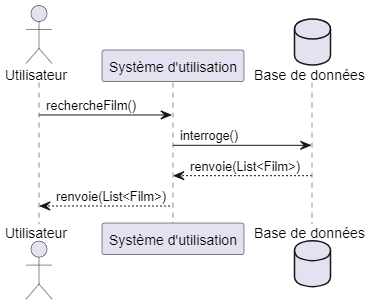 Utilisateur
Système d'utilisation
Base de données
rechercheFilm()
interroge()
renvoie(List<Film>)
renvoie(List<Film>)
Utilisateur
Système d'utilisation
Base de données